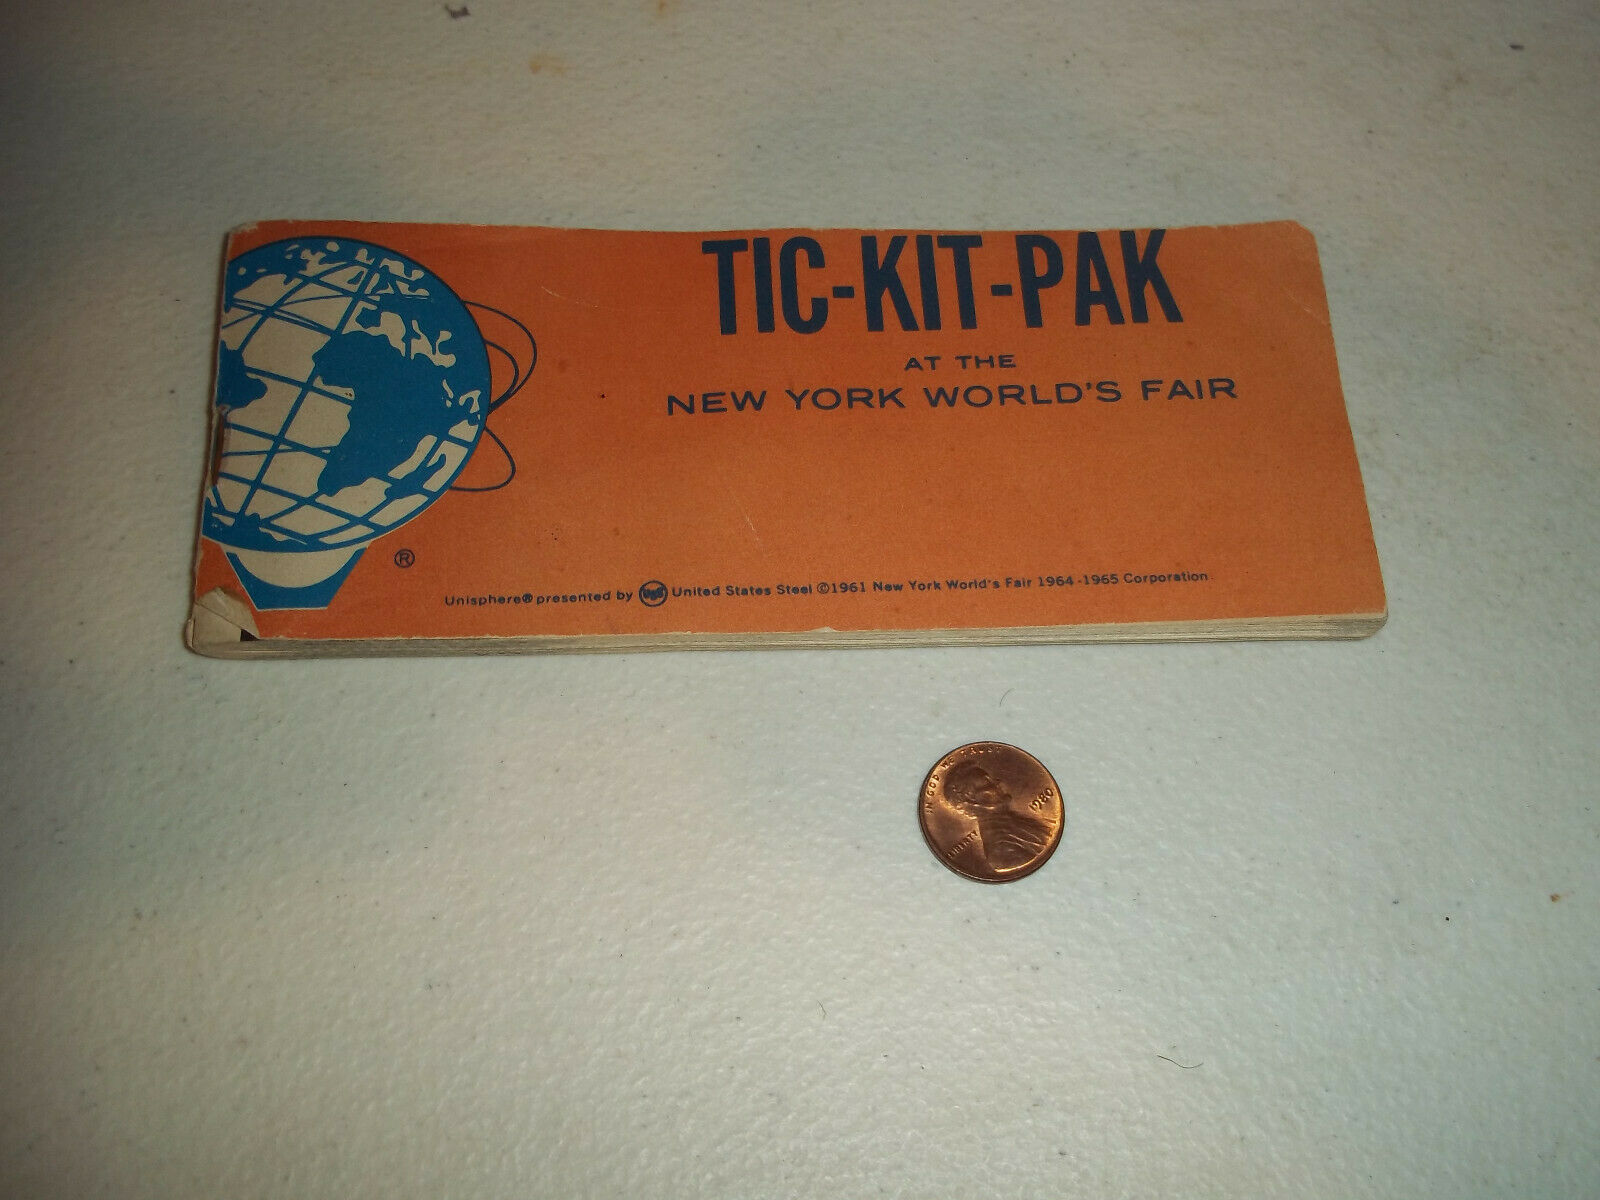 TIC-KIT-PAK
AT THE
NEW YORK WORLD'S FAIR
®
Unisphere® presented by USS United States Steel ©1961 New York World's Fair 1964-1965 Corporation.
IN GOD WE TRUST
LIBERTY
1980